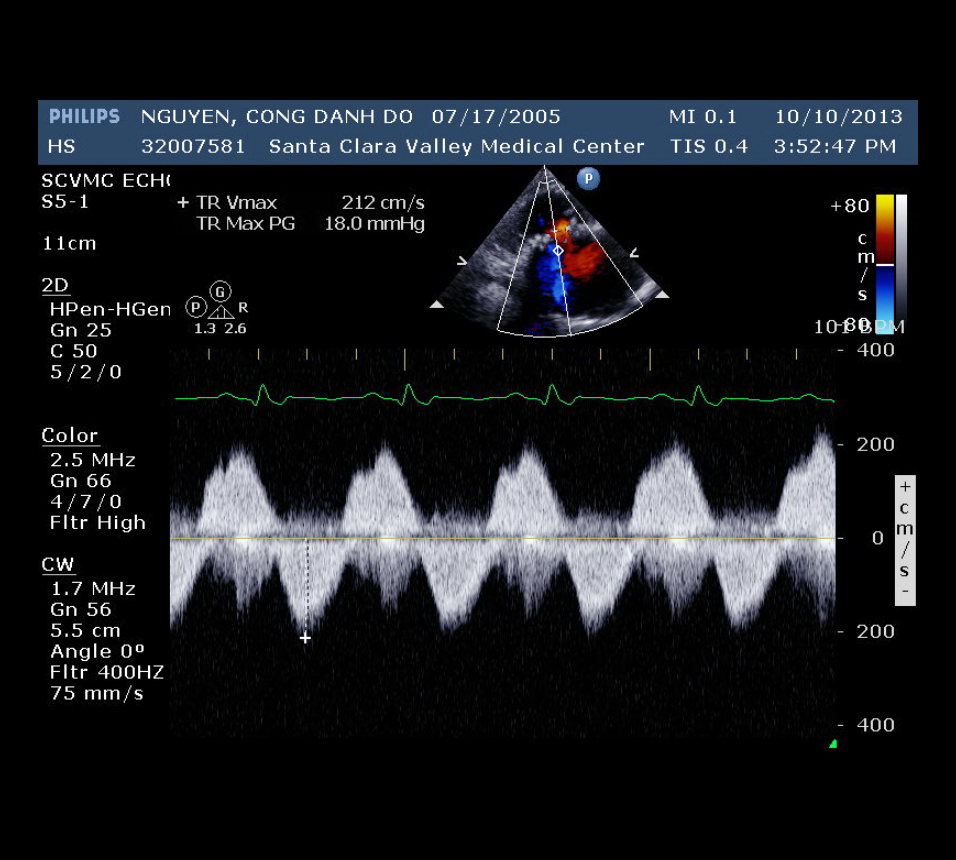 PHILIPS NGUYEN, CONG DANH DO 07/17/2005 MI 0.1 10/10/2013
HS 32007581 Santa Clara Valley Medical Center TIS 0.4 3:52:47 PM
SCVMC ECHO
S5-1
11cm
2D
HPen-HGen
Gn 25
C 50
5/2/0
Color
2.5 MHz
Gn 66
4/7/0
Fltr High
CW
1.7 MHz
Gn 56
5.5 cm
Angle 0°
Fltr 400HZ
75 mm/s
+ TR Vmax 212 cm/s
TR Max PG 18.0 mmHg
G
P R
1.3 2.6
P
+80
cm/s
-80
BPM
- 400
- 200
- 0
- 200
- 400
+
cm/s
-